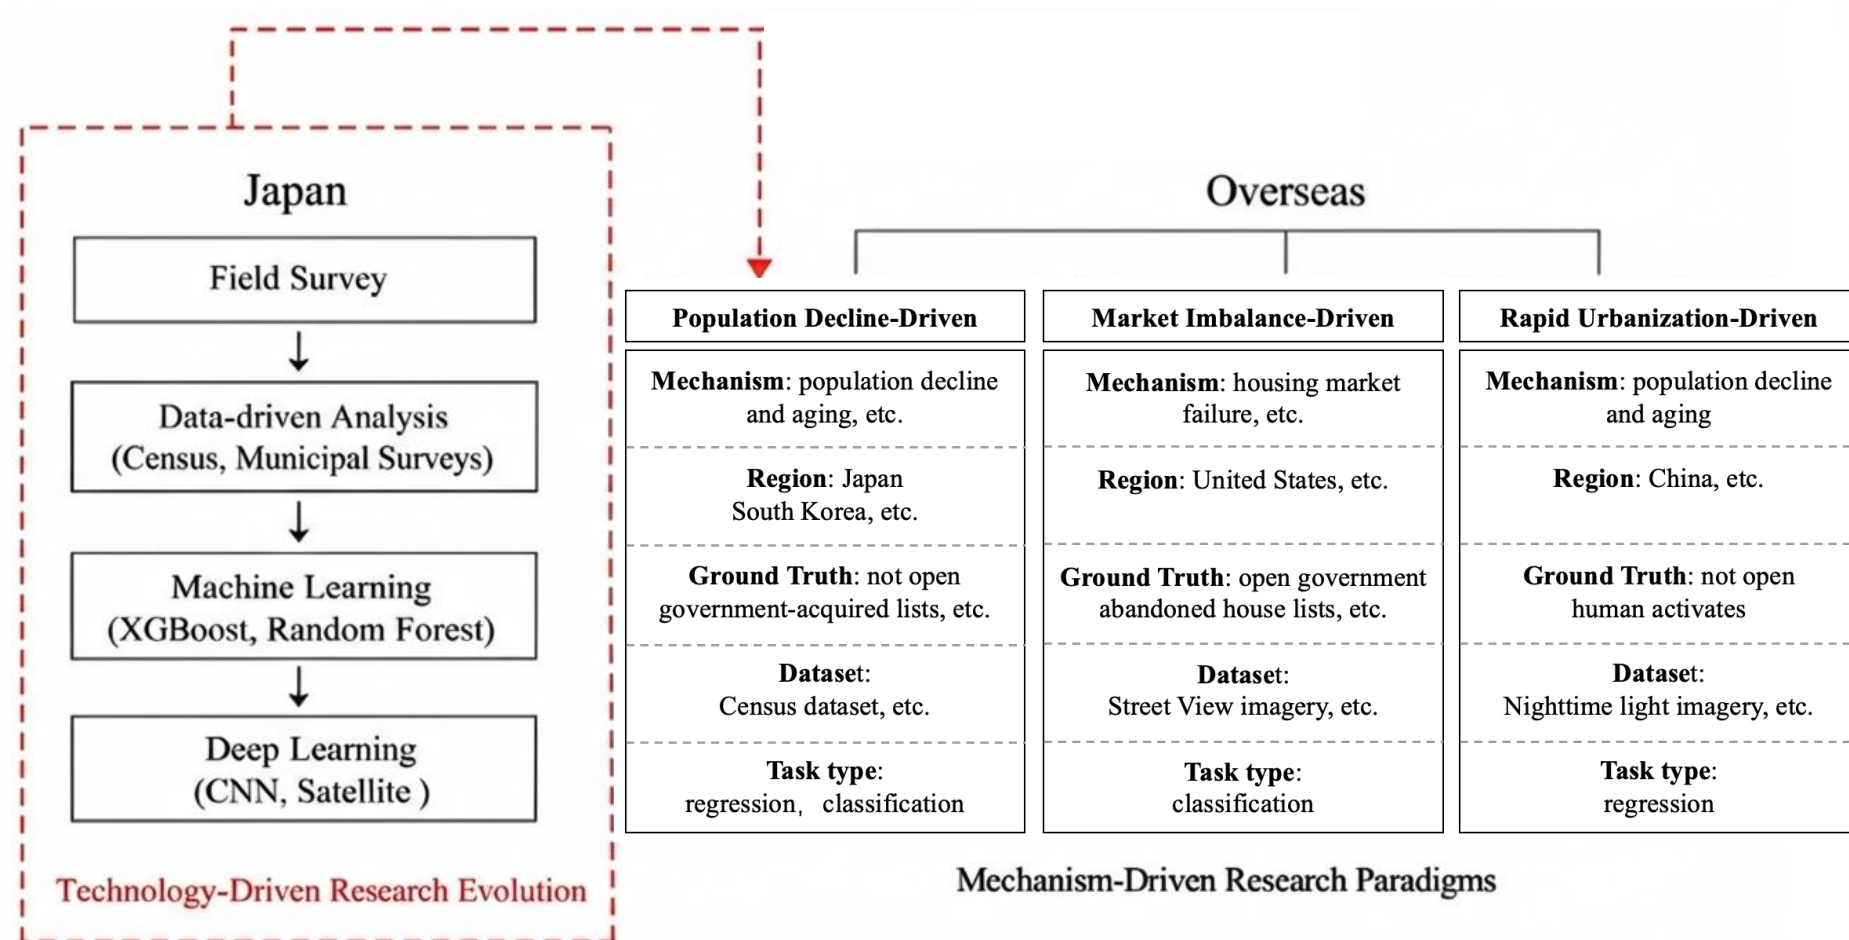 Japan
Field Survey
Data-driven Analysis
(Census, Municipal Surveys)
Machine Learning
(XGBoost, Random Forest)
Deep Learning
(CNN, Satellite )
Technology-Driven Research Evolution
Overseas
Population Decline-Driven
Mechanism: population decline
and aging, etc.
Region: Japan
South Korea, etc.
Ground Truth: not open
government-acquired lists, etc.
Dataset:
Census dataset, etc.
Task type:
regression,  classification
Market Imbalance-Driven
Mechanism: housing market
failure, etc.
Region: United States, etc.
Ground Truth: open government
abandoned house lists, etc.
Dataset:
Street View imagery, etc.
Task type:
classification
Rapid Urbanization-Driven
Mechanism: population decline
and aging
Region: China, etc.
Ground Truth: not open
human activates
Dataset:
Nighttime light imagery, etc.
Task type:
regression
Mechanism-Driven Research Paradigms